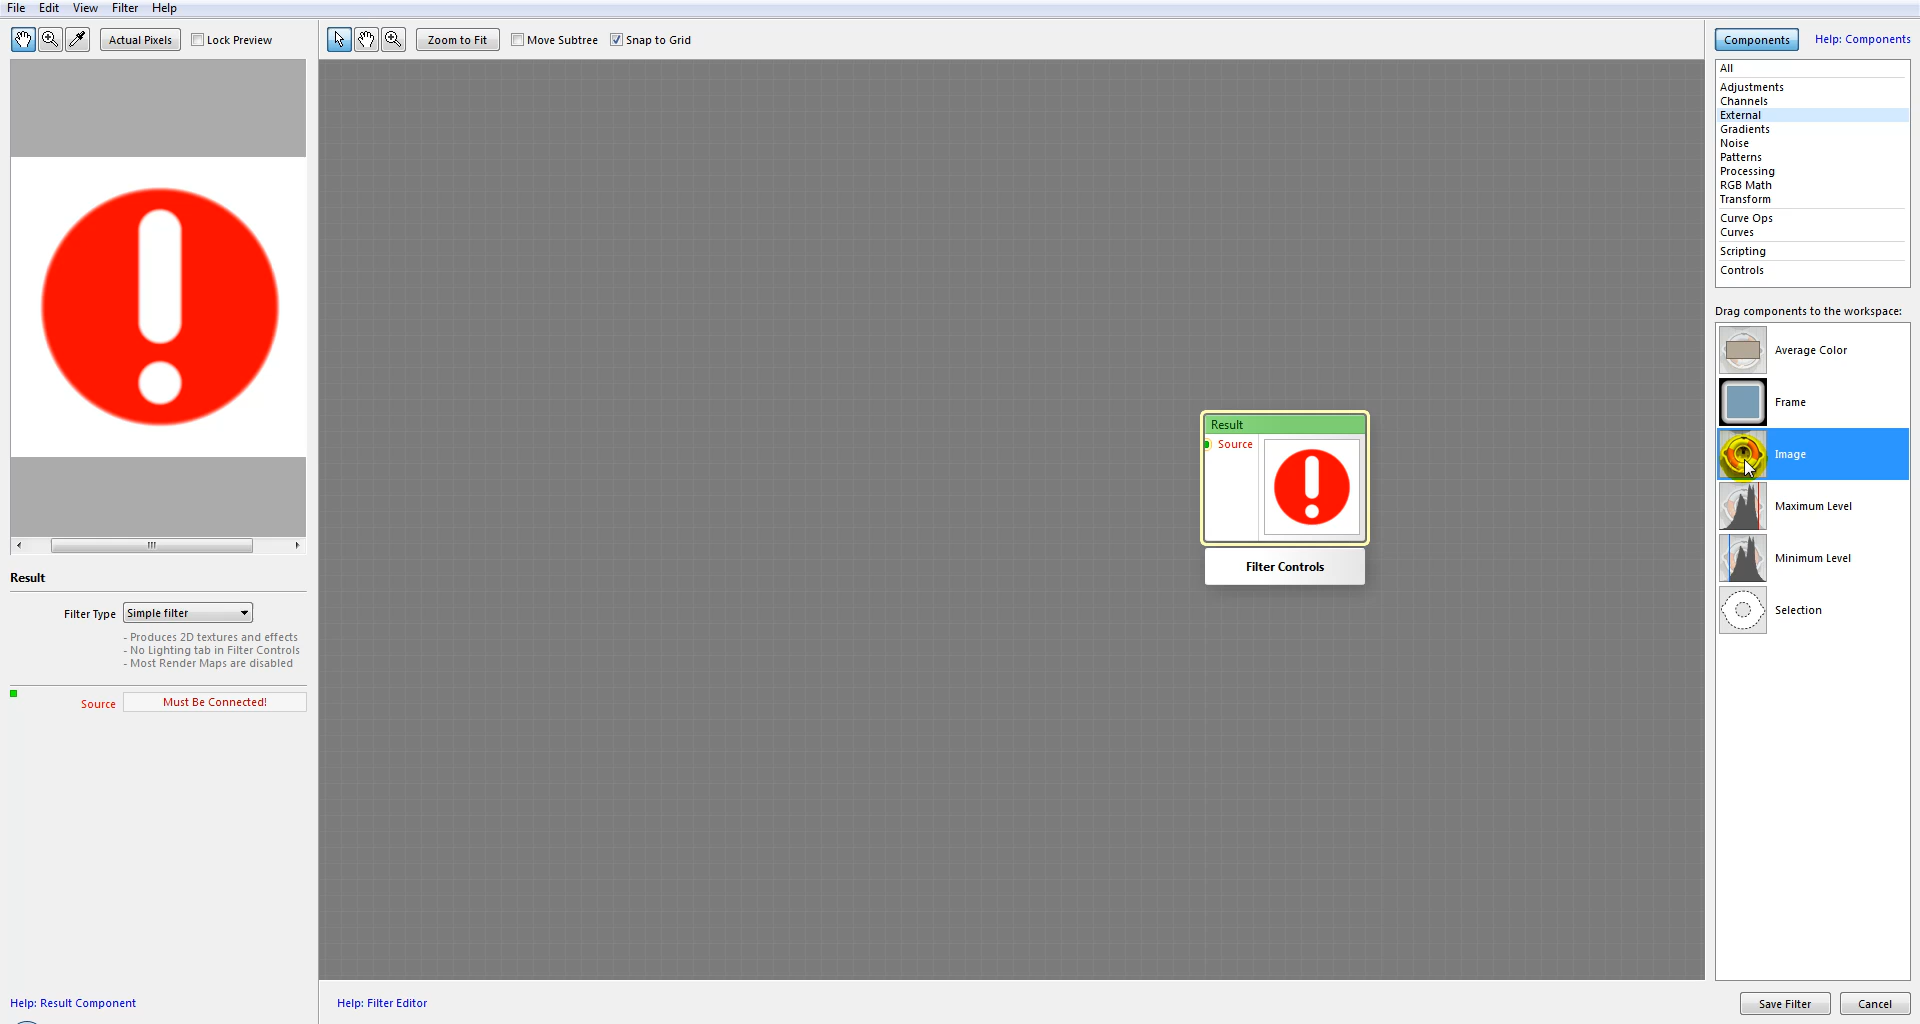 File Edit View Filter Help
Actual Pixels Lock Preview
Zoom to Fit Move Subtree Snap to Grid
Components Help: Components
All
Adjustments
Channels
External
Gradients
Noise
Patterns
Processing
RGB Math
Transform
Curve Ops
Curves
Scripting
Controls
Drag components to the workspace:
Average Color
Frame
Image
Maximum Level
Minimum Level
Selection
Result
Source
Filter Controls
Result
Filter Type Simple filter
- Produces 2D textures and effects
- No Lighting tab in Filter Controls
- Most Render Maps are disabled
Source Must Be Connected!
Help: Result Component
Help: Filter Editor
Save Filter Cancel